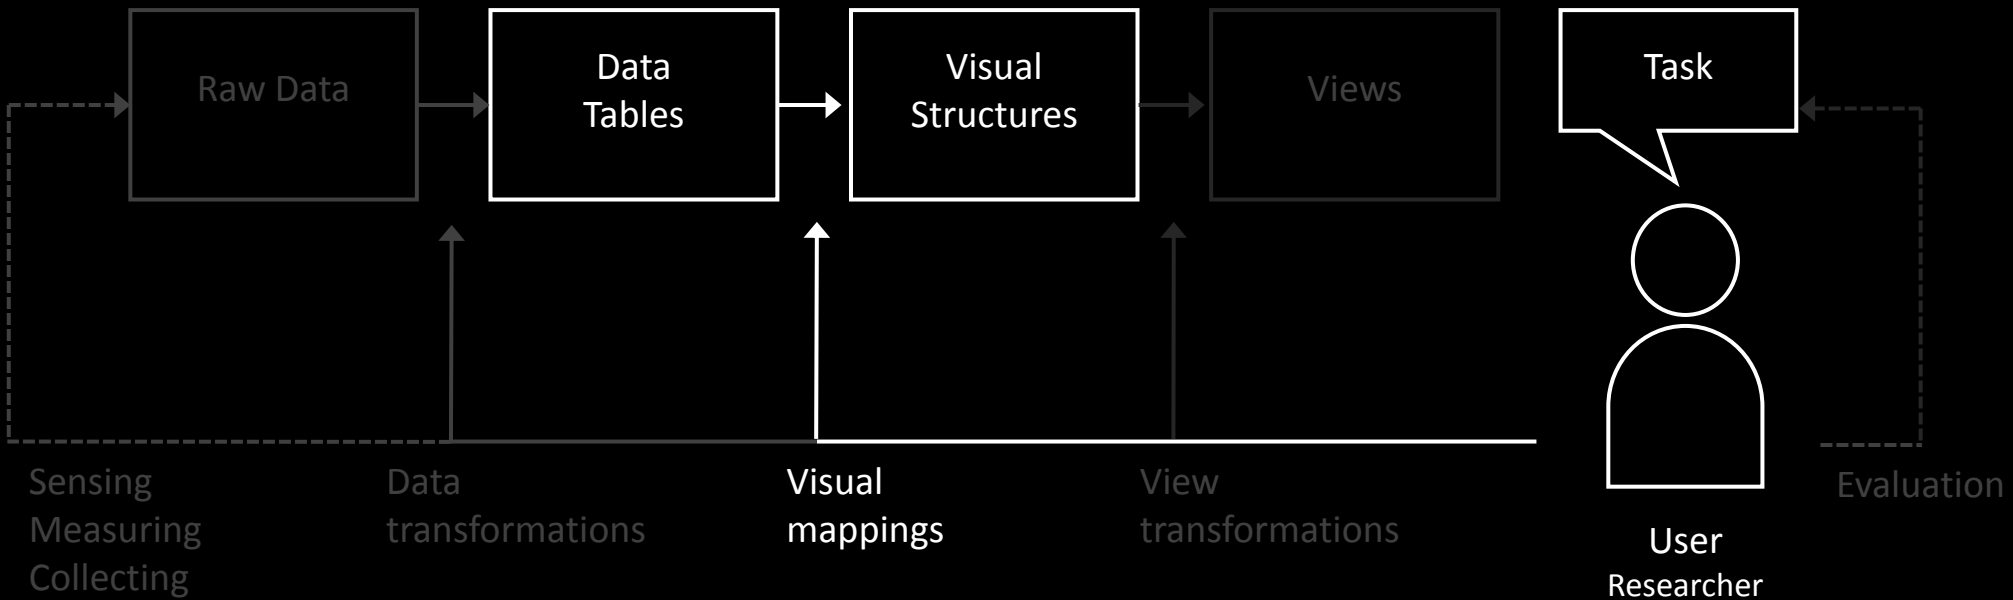 Raw Data
Data
Tables
Visual
Structures
Views
Task
Sensing
Measuring
Collecting
Data
transformations
Visual
mappings
View
transformations
User
Researcher
Evaluation